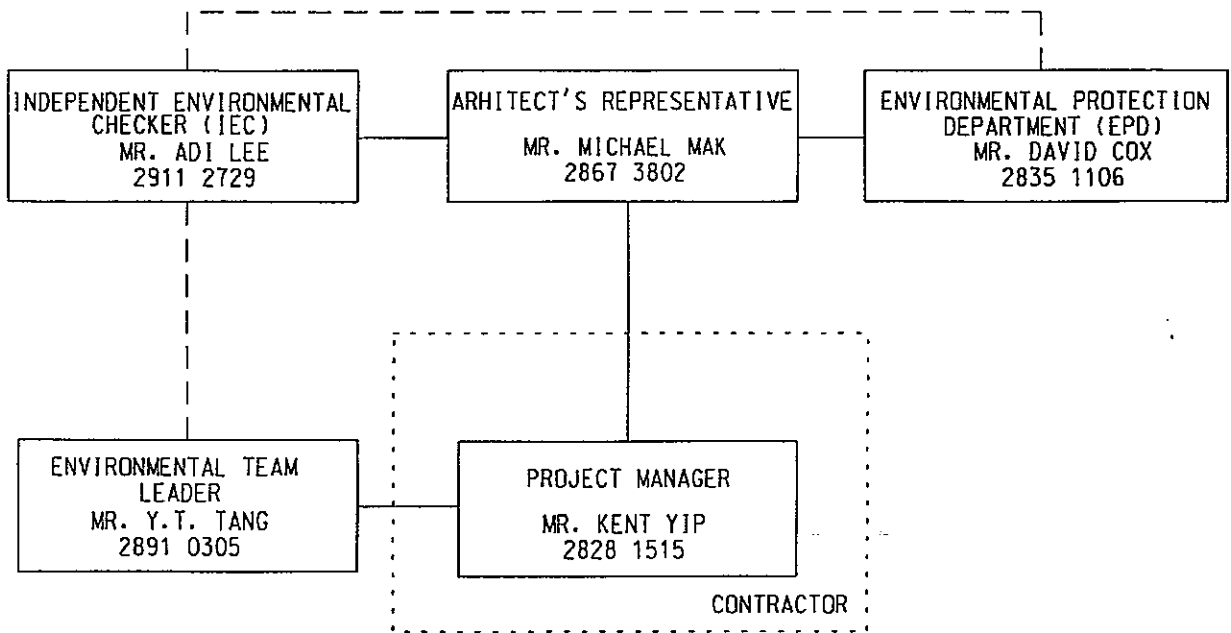 INDEPENDENT ENVIRONMENTAL
CHECKER (IEC)
MR. ADI LEE
2911 2729
ARHITECT'S REPRESENTATIVE
MR. MICHAEL MAK
2867 3802
ENVIRONMENTAL PROTECTION
DEPARTMENT (EPD)
MR. DAVID COX
2835 1106
ENVIRONMENTAL TEAM
LEADER
MR. Y.T. TANG
2891 0305
PROJECT MANAGER
MR. KENT YIP
2828 1515
CONTRACTOR